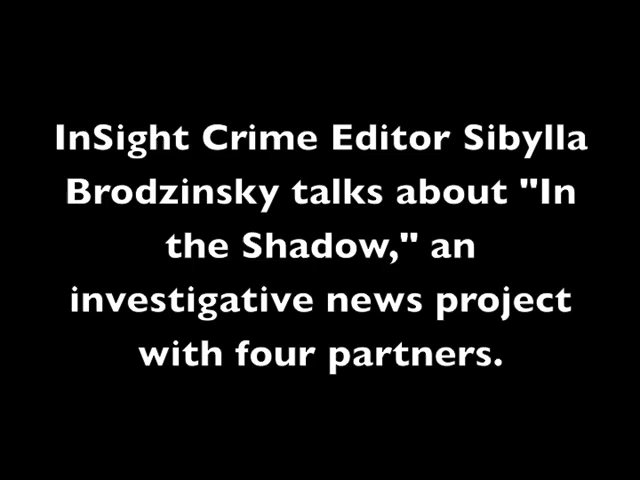 InSight Crime Editor Sibylla
Brodzinsky talks about "In
the Shadow," an
investigative news project
with four partners.